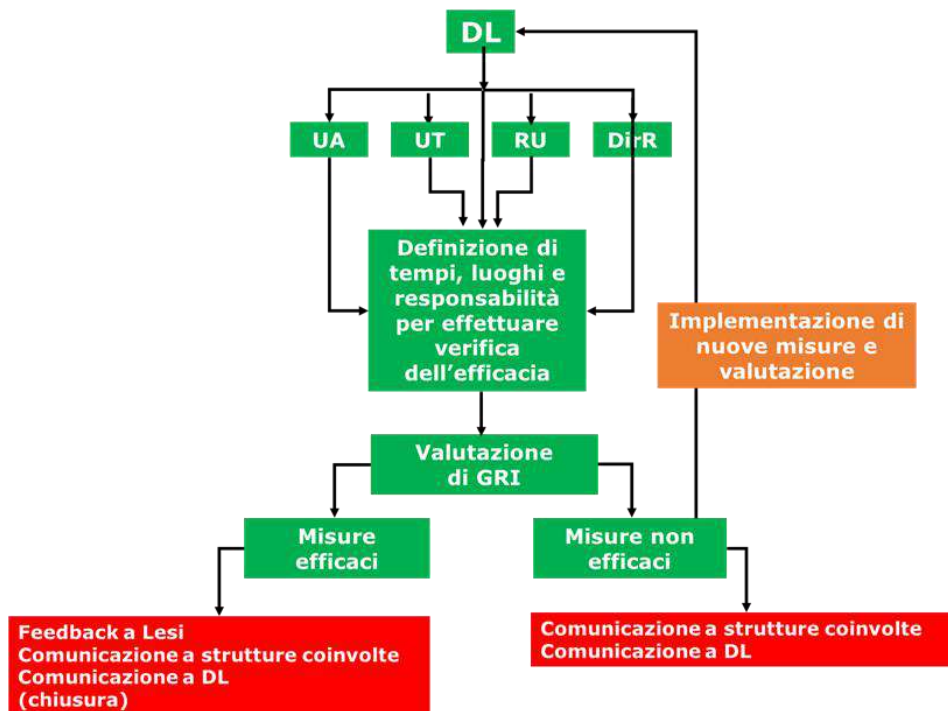 DL
UA
UT
RU
DirR
Definizione di
tempi, luoghi e
responsabilità
per effettuare
verifica
dell’efficacia
Implementazione di
nuove misure e
valutazione
Valutazione
di GRI
Misure
efficaci
Misure non
efficaci
Feedback a Lesi
Comunicazione a strutture coinvolte
Comunicazione a DL
(chiusura)
Comunicazione a strutture coinvolte
Comunicazione a DL